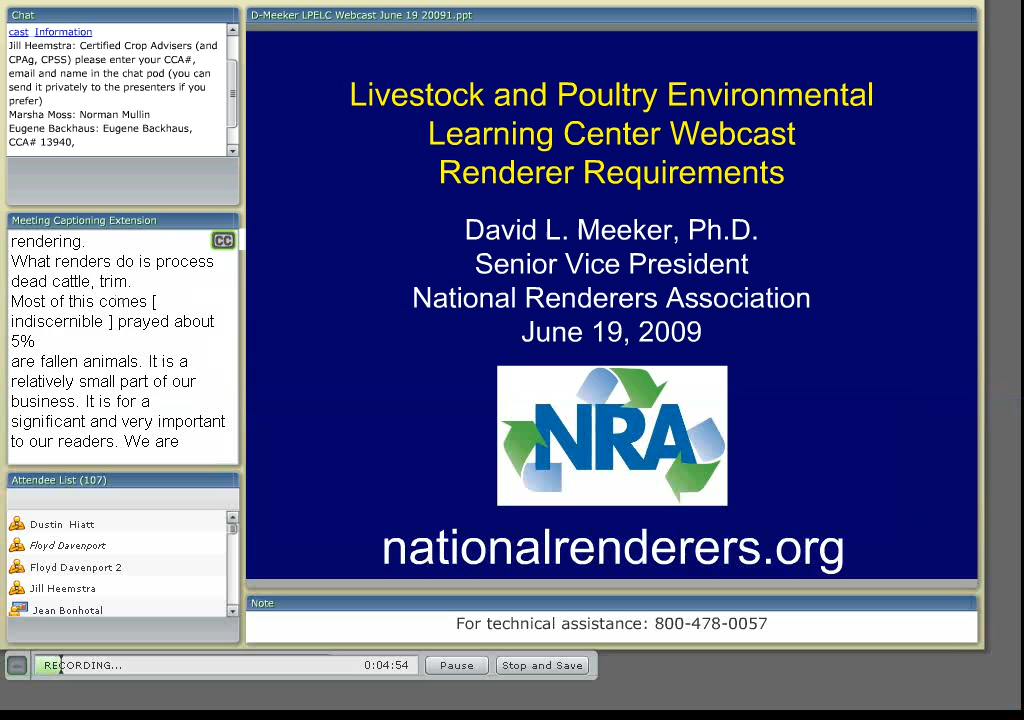 Chat
cast Information
Jill Heemstra: Certified Crop Advisers (and
CPAg, CPSS) please enter your CCA#,
email and name in the chat pod (you can
send it privately to the presenters if you
prefer)
Marsha Moss: Norman Mullin
Eugene Backhaus: Eugene Backhaus,
CCA# 13940,
Meeting Captioning Extension
rendering.
CC
What renders do is process
dead cattle, trim.
Most of this comes [
indiscernible ] prayed about
5%
are fallen animals. It is a
relatively small part of our
business. It is for a
significant and very important
to our readers. We are
Attendee List (107)
Dustin Hiatt
Floyd Davenport
Floyd Davenport 2
Jill Heemstra
Jean Bonhotal
D-Meeker LPELC Webcast June 19 20091.ppt
Livestock and Poultry Environmental
Learning Center Webcast
Renderer Requirements
David L. Meeker, Ph.D.
Senior Vice President
National Renderers Association
June 19, 2009
NRA
nationalrenderers.org
Note
For technical assistance: 800-478-0057
RECORDING... 0:04:54 Pause Stop and Save